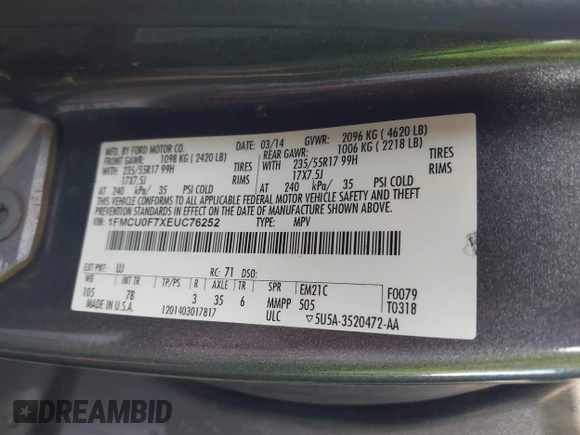 MFD. BY FORD MOTOR CO.
03/14 GVWR: 2096 KG ( 4620 LB)
FRONT GAWR: 1098 KG ( 2420 LB) REAR GAWR: 1006 KG ( 2218 LB)
WITH 235/55R17 99H TIRES WITH 235/55R17 99H TIRES
17X7.5J RIMS 17X7.5J RIMS
AT 240 kPa/ 35 PSI COLD AT 240 kPa/ 35 PSI COLD
THIS VEHICLE CONFORMS TO ALL APPLICABLE FEDERAL MOTOR VEHICLE SAFETY AND THEFT
PREVENTION STANDARDS IN EFFECT ON THE DATE OF MANUFACTURE SHOWN ABOVE.
VIN: 1FMCU0F7XEUC76252 TYPE: MPV
EXT PNT: UJ RC: 71 DSO:
WB INT TR TP/PS R AXLE TR SPR EM21C F0079
105 7B 3 35 6 MMPP 505 T0318
MADE IN U.S.A. 1201403017817 ULC ▽5U5A-3520472-AA
DREAMBID